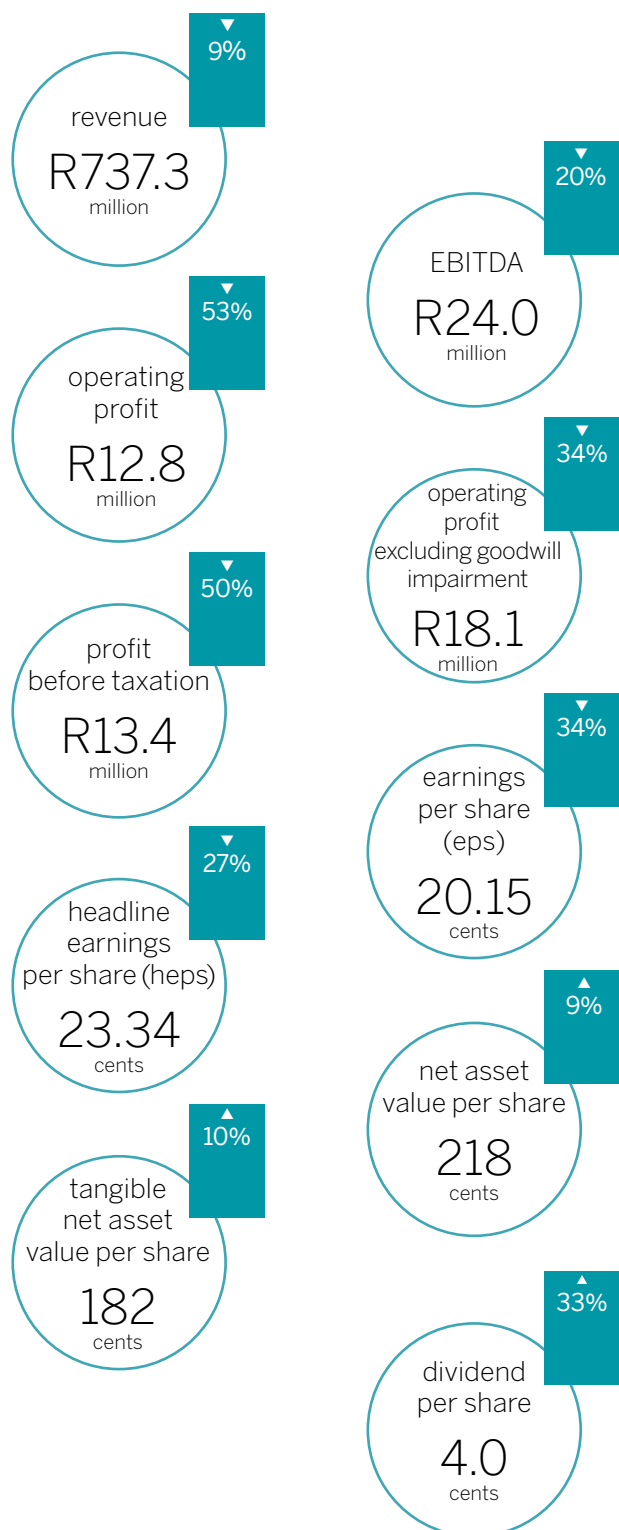 ▼
9%
revenue
R737.3
million
▼
20%
EBITDA
R24.0
million
▼
53%
operating
profit
R12.8
million
▼
34%
operating
profit
excluding goodwill
impairment
R18.1
million
▼
50%
profit
before taxation
R13.4
million
▼
34%
earnings
per share
(eps)
20.15
cents
▼
27%
headline
earnings
per share (heps)
23.34
cents
▲
9%
net asset
value per share
218
cents
▲
10%
tangible
net asset
value per share
182
cents
▲
33%
dividend
per share
4.0
cents